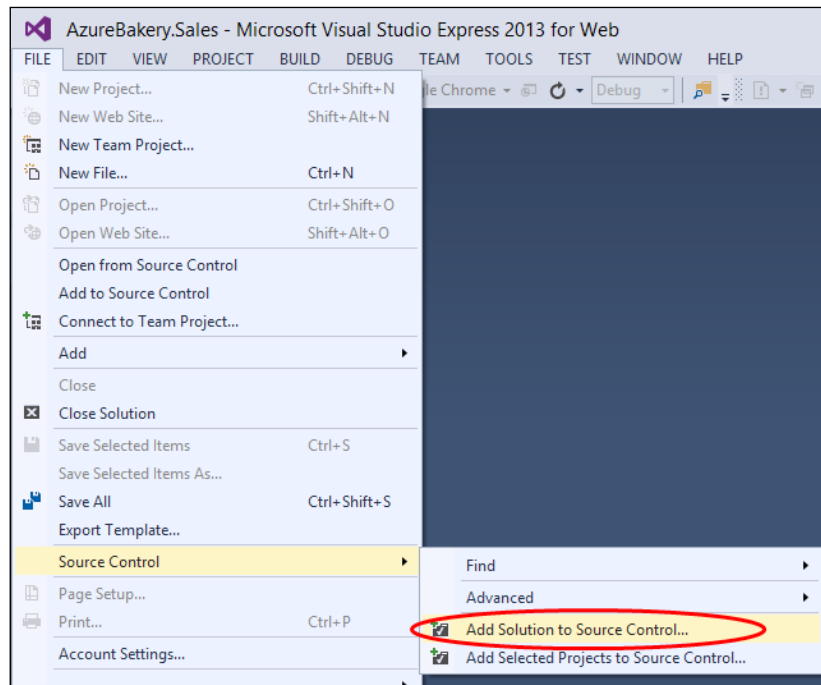 AzureBakery.Sales - Microsoft Visual Studio Express 2013 for Web
FILE EDIT VIEW PROJECT BUILD DEBUG TEAM TOOLS TEST WINDOW HELP
New Project... Ctrl+Shift+N
le Chrome Debug
New Web Site... Shift+Alt+N
New Team Project...
New File... Ctrl+N
Open Project... Ctrl+Shift+O
Open Web Site... Shift+Alt+O
Open from Source Control
Add to Source Control
Connect to Team Project...
Add
Close
Close Solution
Save Selected Items Ctrl+S
Save Selected Items As...
Save All Ctrl+Shift+S
Export Template...
Source Control
Find
Page Setup...
Advanced
Print... Ctrl+P
Add Solution to Source Control...
Account Settings...
Add Selected Projects to Source Control...